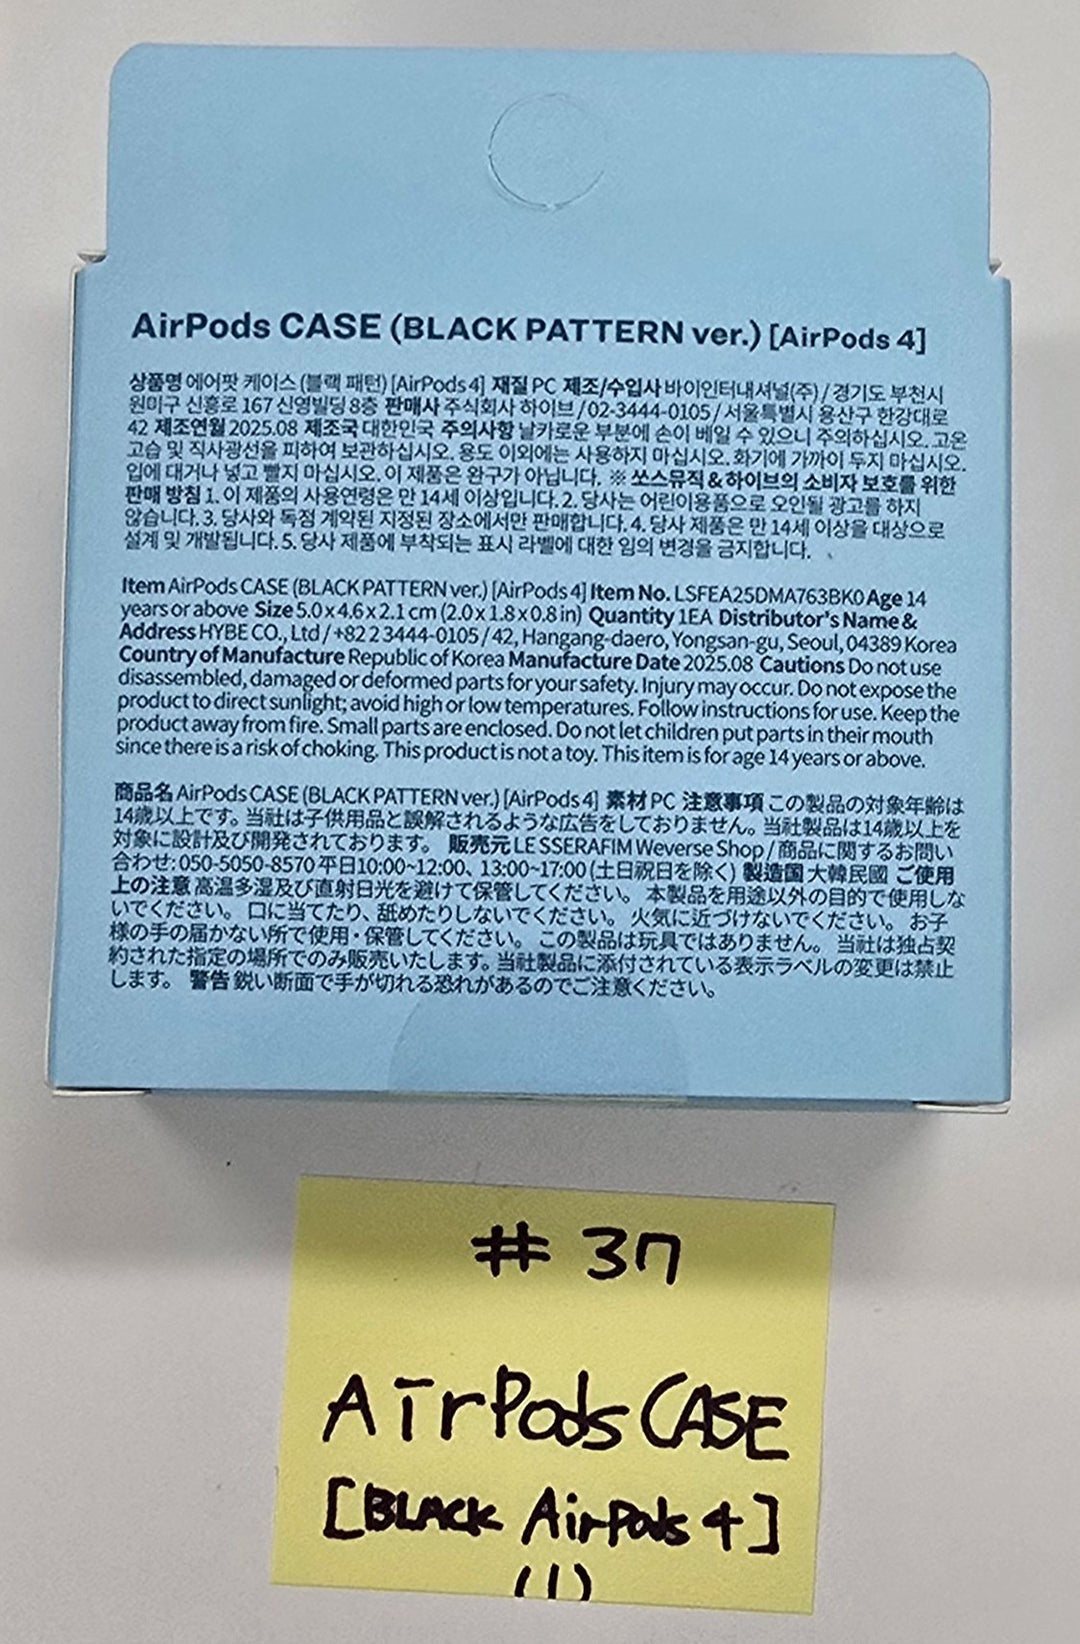 AirPods CASE (BLACK PATTERN ver.) [AirPods 4]
상품명 에어팟 케이스 (블랙 패턴) [AirPods 4] 재질 PC 제조/수입사 바이인터내셔널(주) / 경기도 부천시
원미구 신흥로 167 신영빌딩 8층 판매사 주식회사 하이브 / 02-3444-0105 / 서울특별시 용산구 한강대로
42 제조연월 2025.08 제조국 대한민국 주의사항 날카로운 부분에 손이 베일 수 있으니 주의하십시오. 고온
고습 및 직사광선을 피하여 보관하십시오. 용도 이외에는 사용하지 마십시오. 화기에 가까이 두지 마십시오.
입에 대거나 넣고 빨지 마십시오. 이 제품은 완구가 아닙니다. ※ 쏘스뮤직 & 하이브의 소비자 보호를 위한
판매 방침 1. 이 제품의 사용연령은 만 14세 이상입니다. 2. 당사는 어린이용품으로 오인될 광고를 하지
않습니다. 3. 당사와 독점 계약된 지정된 장소에서만 판매합니다. 4. 당사 제품은 만 14세 이상을 대상으로
설계 및 개발됩니다. 5. 당사 제품에 부착되는 표시 라벨에 대한 임의 변경을 금지합니다.
Item AirPods CASE (BLACK PATTERN ver.) [AirPods 4] Item No. LSFEA25DMA763BK0 Age 14
years or above Size 5.0 x 4.6 x 2.1 cm (2.0 x 1.8 x 0.8 in) Quantity 1EA Distributor's Name &
Address HYBE CO., Ltd / +82 2 3444-0105 / 42, Hangang-daero, Yongsan-gu, Seoul, 04389 Korea
Country of Manufacture Republic of Korea Manufacture Date 2025.08 Cautions Do not use
disassembled, damaged or deformed parts for your safety. Injury may occur. Do not expose the
product to direct sunlight; avoid high or low temperatures. Follow instructions for use. Keep the
product away from fire. Small parts are enclosed. Do not let children put parts in their mouth
since there is a risk of choking. This product is not a toy. This item is for age 14 years or above.
商品名 AirPods CASE (BLACK PATTERN ver.) [AirPods 4] 素材 PC 注意事項 この製品の対象年齢は
14歳以上です。当社は子供用品と誤解されるような広告をしておりません。当社製品は14歳以上を
対象に設計及び開発されております。 販売元 LE SSERAFIM Weverse Shop / 商品に関するお問い
合わせ: 050-5050-8570 平日10:00~12:00、13:00~17:00 (土日祝日を除く) 製造国 大韓民國 ご使用
上の注意 高温多湿及び直射日光を避けて保管してください。 本製品を用途以外の目的で使用しな
いでください。 口に当てたり、舐めたりしないでください。 火気に近づけないでください。 お子
様の手の届かない所で使用・保管してください。 この製品は玩具ではありません。 当社は独占契
約された指定の場所でのみ販売いたします。当社製品に添付されている表示ラベルの変更は禁止
します。 警告 鋭い断面で手が切れる恐れがあるのでご注意ください。
# 37
AirPods CASE
[BLACK AirPods 4]
(1)